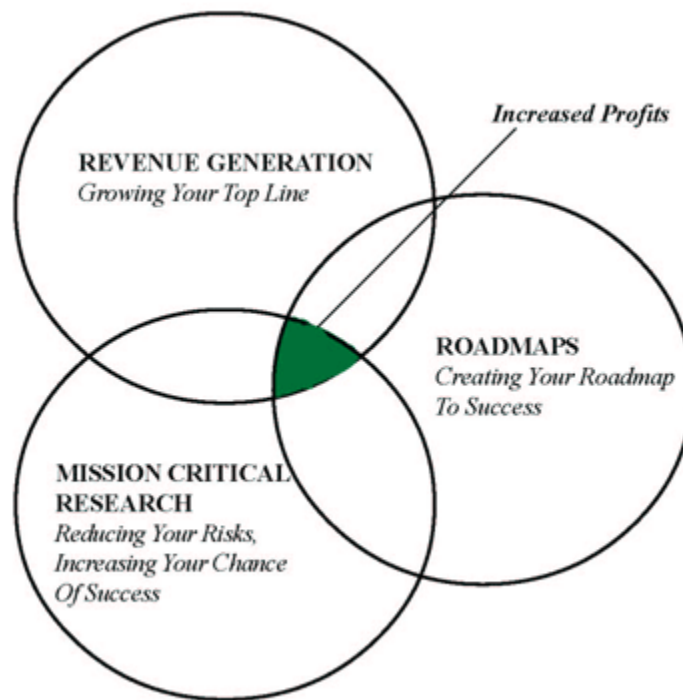 Increased Profits
REVENUE GENERATION
Growing Your Top Line
ROADMAPS
Creating Your Roadmap
To Success
MISSION CRITICAL
RESEARCH
Reducing Your Risks,
Increasing Your Chance
Of Success